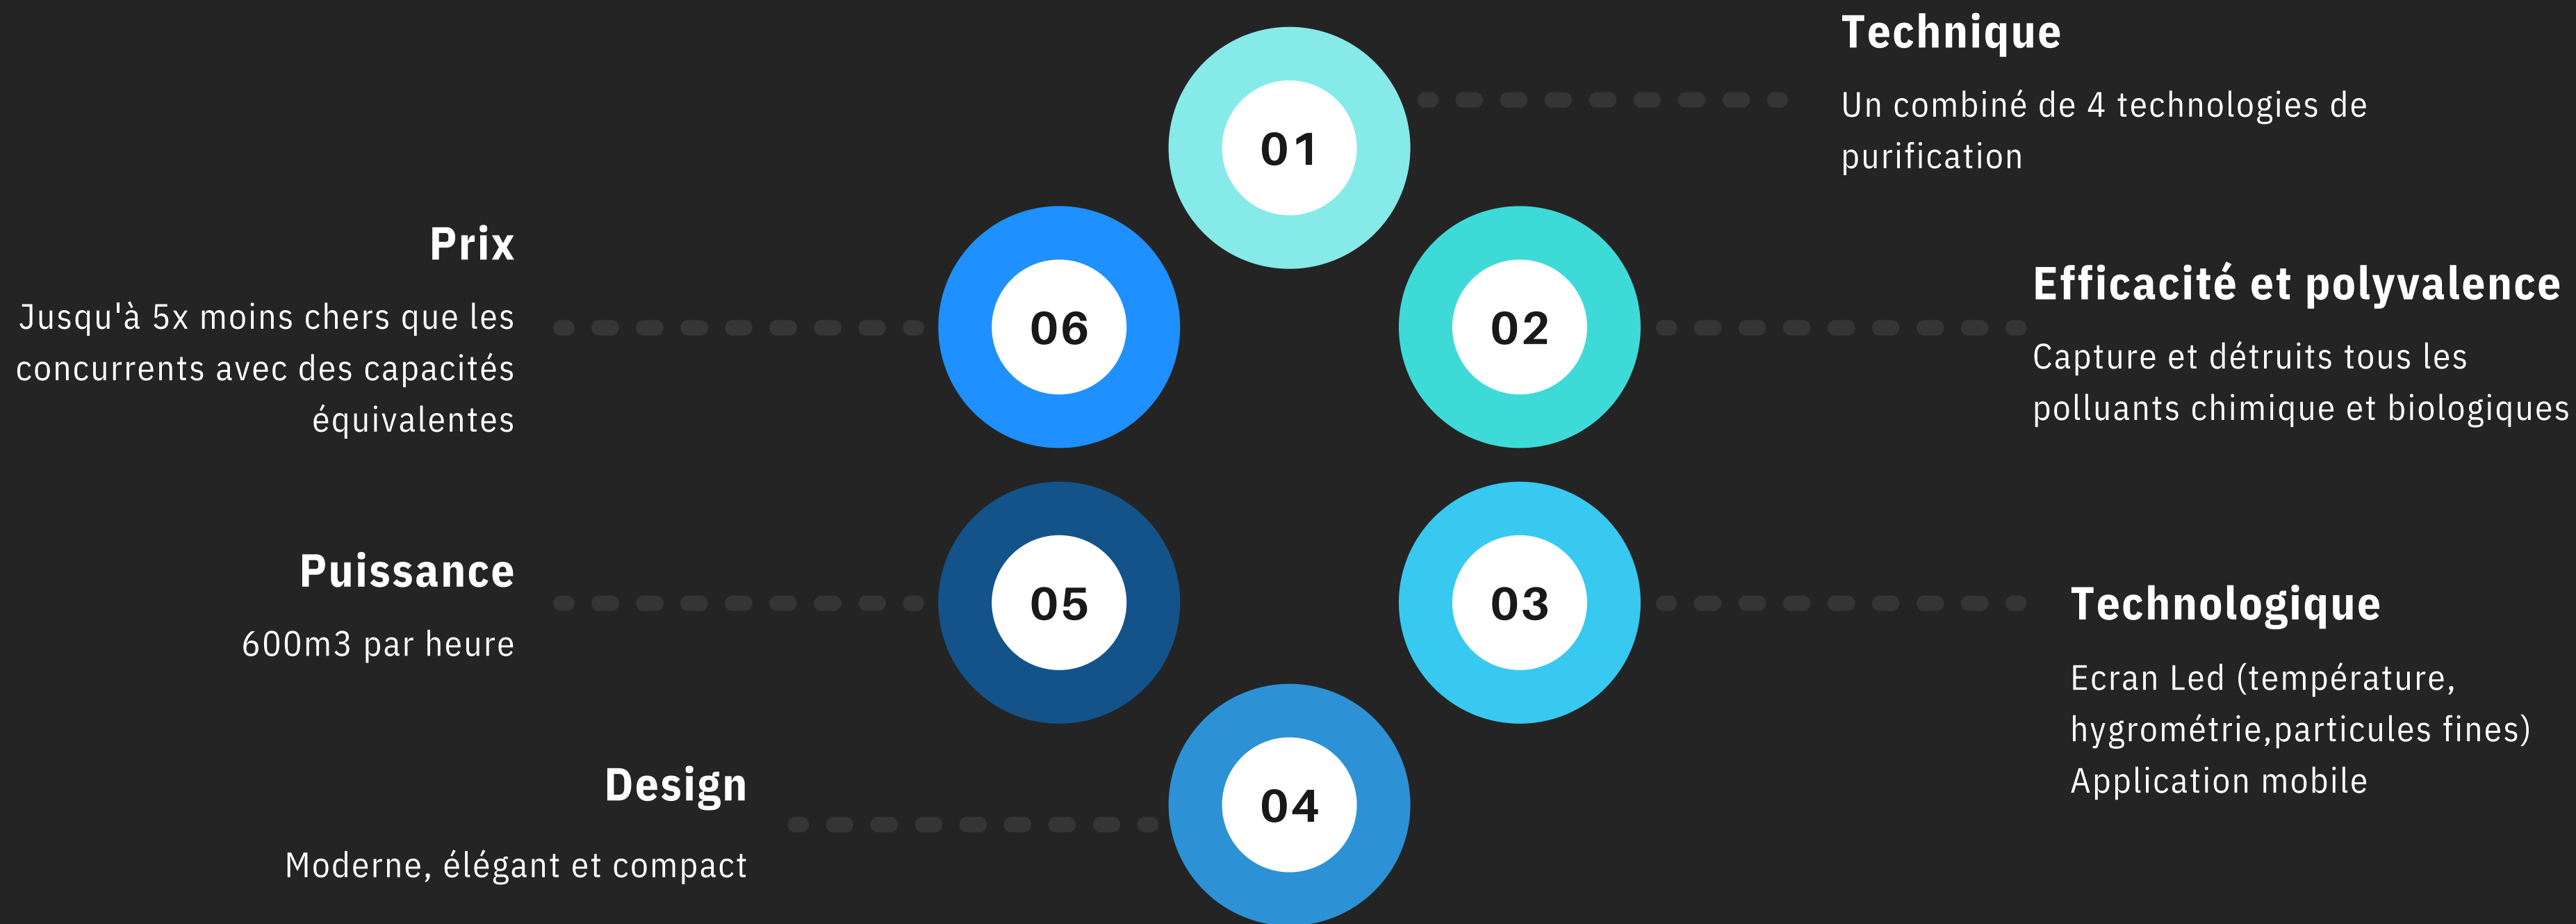 01
Technique
Un combiné de 4 technologies de
purification
02
Efficacité et polyvalence
Capture et détruits tous les
polluants chimique et biologiques
03
Technologique
Ecran Led (température,
hygrométrie,particules fines)
Application mobile
04
Design
Moderne, élégant et compact
05
Puissance
600m3 par heure
06
Prix
Jusqu'à 5x moins chers que les
concurrents avec des capacités
équivalentes